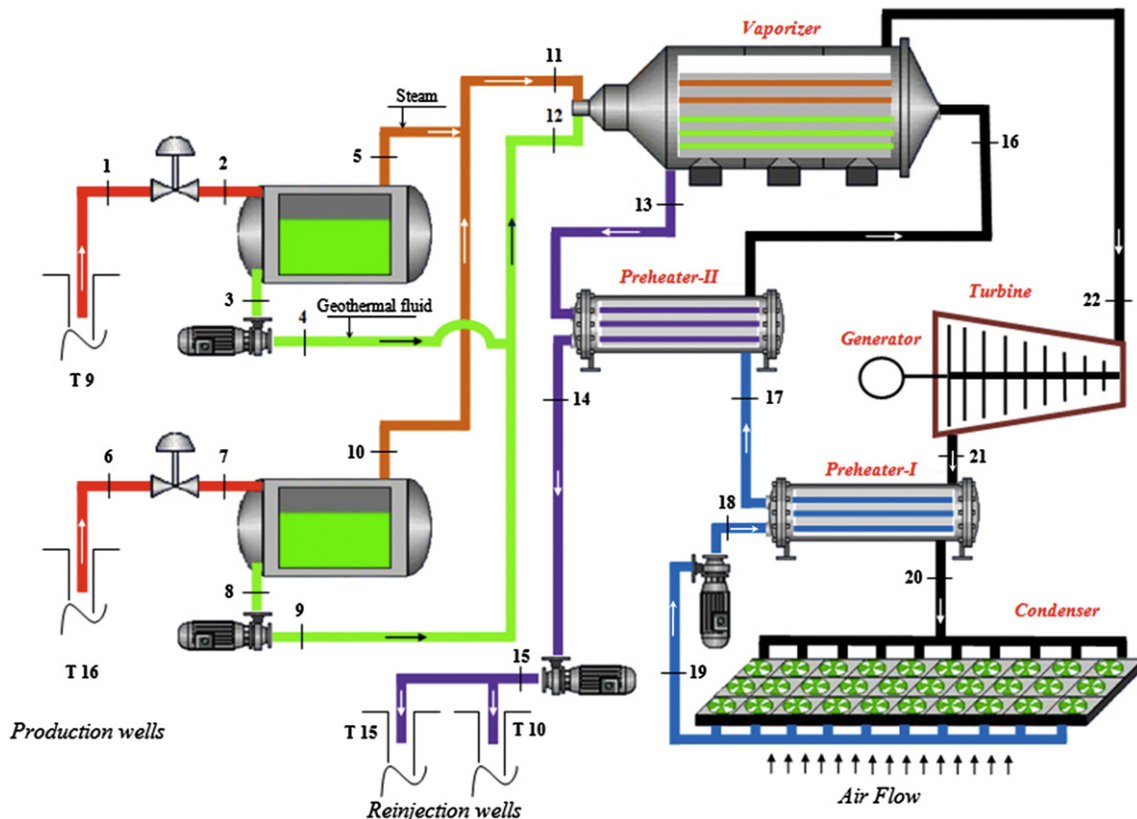 Vaporizer
11
Steam
12
1
2
5
16
13
Preheater-II
Turbine
3
4
Geothermal fluid
22
Generator
T 9
14
17
6
7
10
21
Preheater-I
18
8
9
20
Condenser
15
19
T 16
T 15
T 10
Production wells
Reinjection wells
Air Flow